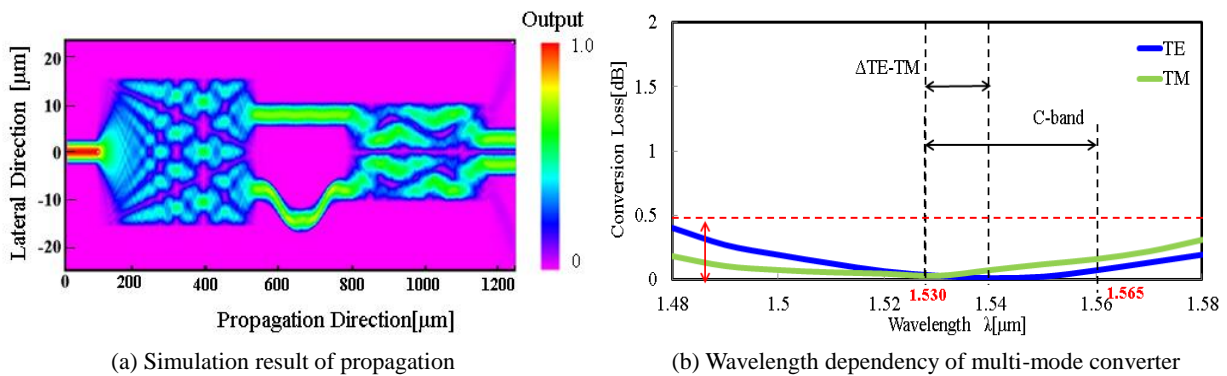 Output
1.0
0
Lateral Direction [μm]
20
10
0
-10
-20
0
200
400
600
800
1000
1200
Propagation Direction[μm]
(a) Simulation result of propagation
Conversion Loss[dB]
2
1.5
1
0.5
0
TE
TM
ΔTE-TM
C-band
1.48
1.5
1.52
1.54
1.56
1.58
1.530
1.565
Wavelength λ[μm]
(b) Wavelength dependency of multi-mode converter